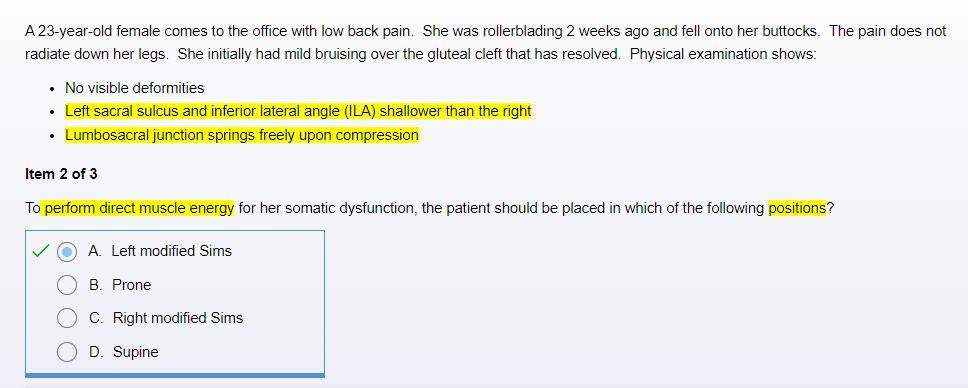 A 23-year-old female comes to the office with low back pain. She was rollerblading 2 weeks ago and fell onto her buttocks. The pain does not
radiate down her legs. She initially had mild bruising over the gluteal cleft that has resolved. Physical examination shows:
• No visible deformities
• Left sacral sulcus and inferior lateral angle (ILA) shallower than the right
• Lumbosacral junction springs freely upon compression
Item 2 of 3
To perform direct muscle energy for her somatic dysfunction, the patient should be placed in which of the following positions?
A. Left modified Sims
B. Prone
C. Right modified Sims
D. Supine